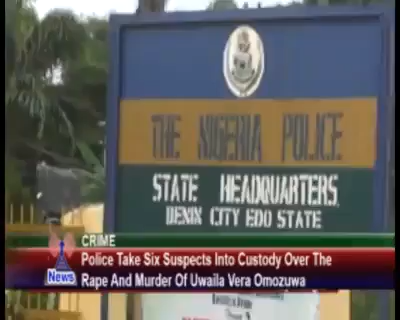 THE NIGERIA POLICE
STATE HEADQUARTERS,
BENIN CITY EDO STATE
CRIME
Police Take Six Suspects Into Custody Over The
Rape And Murder Of Uwaila Vera Omozuwa
News